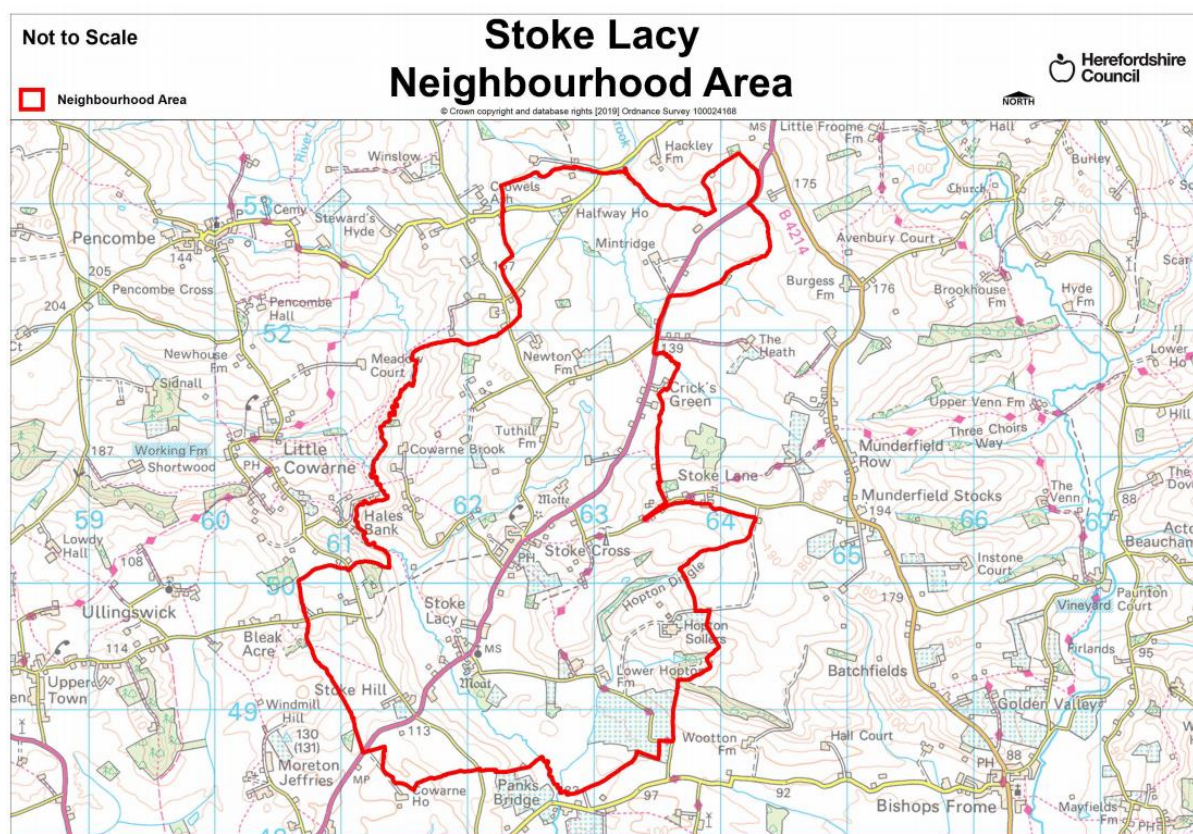 Not to Scale
Stoke Lacy
Neighbourhood Area
Neighbourhood Area
Herefordshire
Council
NORTH
© Crown copyright and database rights [2019] Ordnance Survey 100024168
MS
Little Froome
Fm
Hall
Burley
Winslow
Hackley
Fm
175
Church
53
Cemy
P
Steward's
Hyde
Ash
Halfway Ho
B4214
Pencombe
144
Mintridge
Avenbury Court
205
Pencombe Cross
Burgess
Fm
176
Brookhouse
Fm
Hyde
Fm
204
Pencombe
Hall
52
Newhouse
Fm
Meadow
Court
Newton
Fm
139
The
Heath
Lower
Ho
Sidnall
Crick's
Green
Upper Venn Fm
Hill
Three Choirs
Way
187
Working Fm
Shortwood
PH
Little
Cowarne
Tuthill
Fm
Cowarne Brook
Munderfield
Row
Stoke Lane
62
Motte
The
Venn
88
59
60
Hales
Bank
61
63
64
Munderfield Stocks
194
66
67
Lowdy
Hall
108
PH
Stoke Cross
65
Instone
Court
Beauchamp
50
Hopton Dingle
179
Vineyard
Paunton
Court
Ullingswick
Stoke
Lacy
Hopton
Sollers
114
Bleak
Acre
MS
Moat
Lower Hopton
Fm
Batchfields
Firlands
95
Upper
Town
Stoke Hill
49
Windmill
Hill
130
(131)
Moreton
Jeffries
113
Wootton
Fm
Hall Court
Golden Valley
88
PH
MP
Cowarne
Ho
Panks
Bridge
97
92
Bishops Frome
Mayfields
Fm
PH